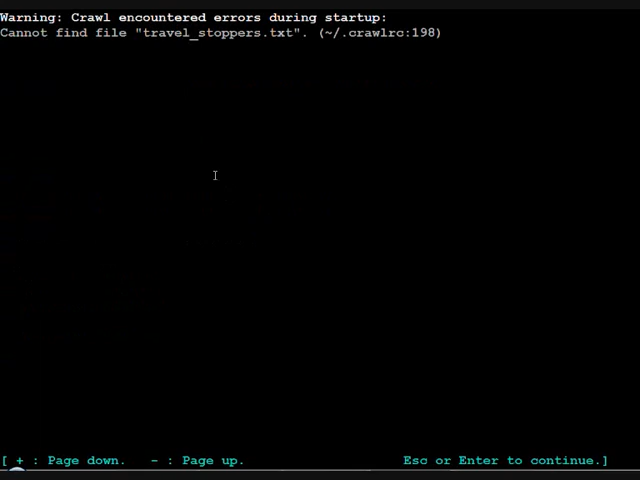 Warning: Crawl encountered errors during startup:
Cannot find file "travel_stoppers.txt". (~/.crawlrc:198)
[ + : Page down.   - : Page up.                    Esc or Enter to continue.]